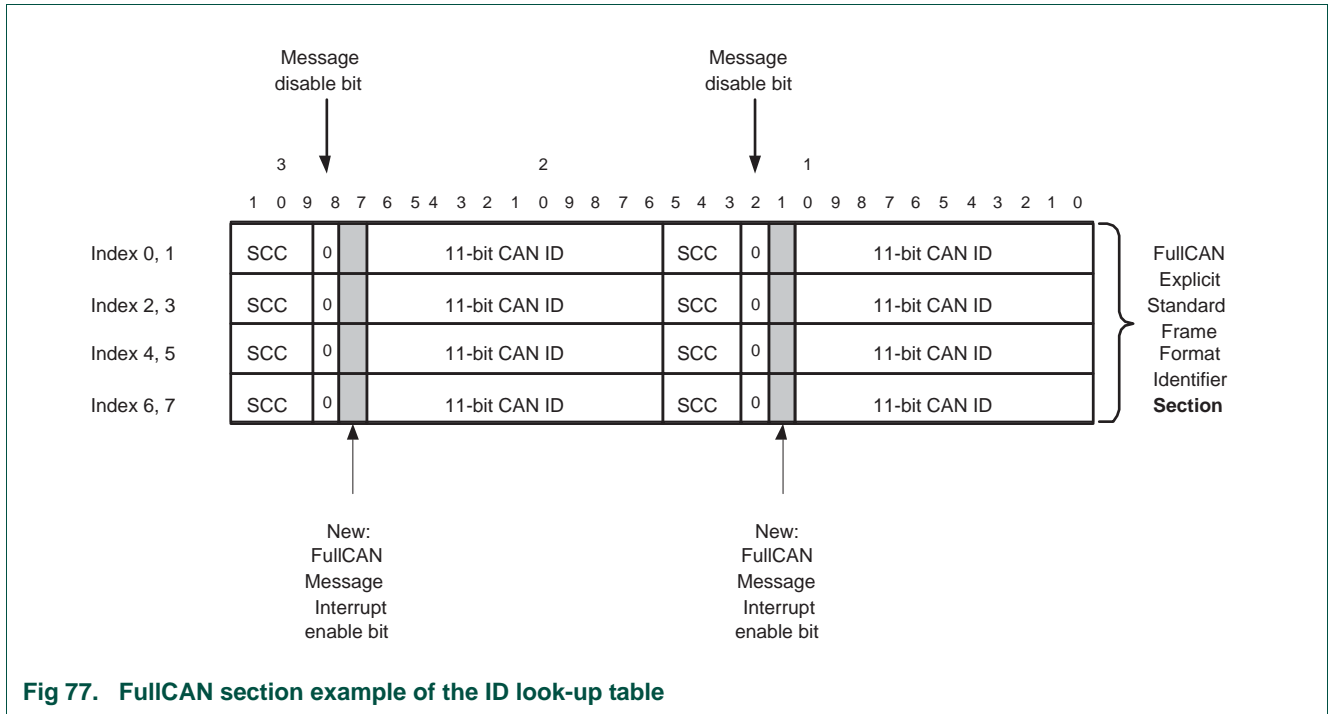 Message
disable bit
Message
disable bit
3 2 1
1 0 9 8 7 6 5 4 3 2 1 0 9 8 7 6 5 4 3 2 1 0 9 8 7 6 5 4 3 2 1 0
Index 0, 1 SCC 0 11-bit CAN ID SCC 0 11-bit CAN ID
Index 2, 3 SCC 0 11-bit CAN ID SCC 0 11-bit CAN ID
Index 4, 5 SCC 0 11-bit CAN ID SCC 0 11-bit CAN ID
Index 6, 7 SCC 0 11-bit CAN ID SCC 0 11-bit CAN ID
FullCAN
Explicit
Standard
Frame
Format
Identifier
Section
New:
FullCAN
Message
Interrupt
enable bit
New:
FullCAN
Message
Interrupt
enable bit
Fig 77. FullCAN section example of the ID look-up table